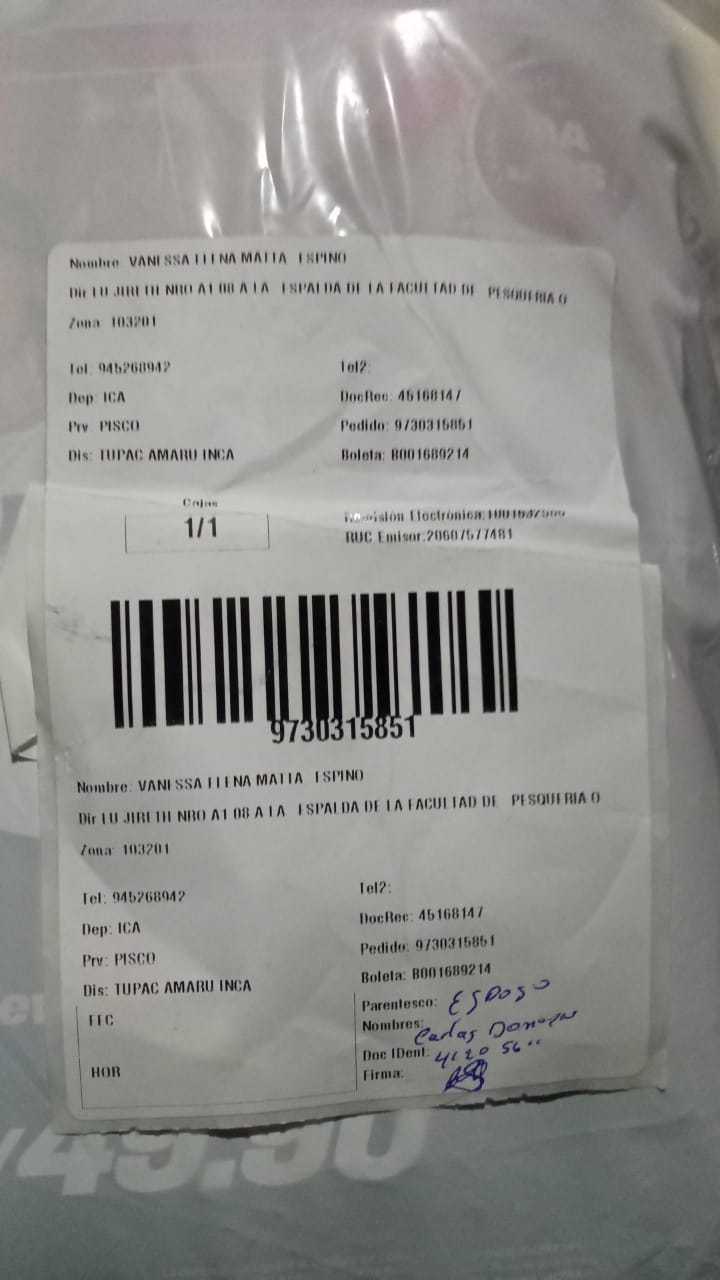 Nombre: VANESSA ELENA MATTA ESPINO
Dir LU JIRETH NRO A1 08 A LA ESPALDA DE LA FACULTAD DE PESQUERIA O
Zona: 103201
Tel: 945268942
Tel2:
Dep: ICA
DocRec: 45168147
Prv: PISCO
Pedido: 9730315851
Dis: TUPAC AMARU INCA
Boleta: B001689214
Cajas
1/1
Electrónica:
RUC Emisor:20607577481
9730315851
Nombre: VANESSA ELENA MATTA ESPINO
Dir LU JIRETH NRO A1 08 A LA ESPALDA DE LA FACULTAD DE PESQUERIA O
Zona: 103201
Tel: 945268942
Tel2:
Dep: ICA
DocRec: 45168147
Prv: PISCO
Pedido: 9730315851
Dis: TUPAC AMARU INCA
Boleta: B001689214
FEC
Parentesco: Esposo
Nombres: Carlos
Doc IDent:
HOR
Firma:
49.90